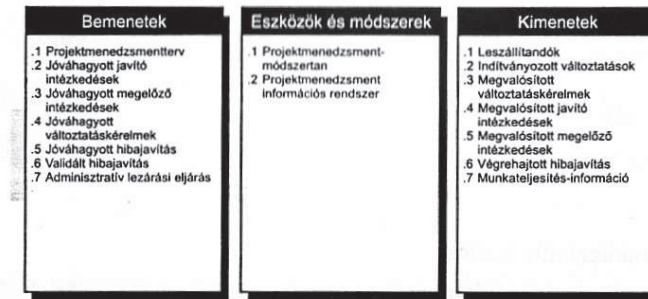 Bemenetek
.1 Projektmenedzsmentterv
.2 Jóváhagyott javító
intézkedések
.3 Jóváhagyott megelőző
intézkedések
.4 Jóváhagyott
változtatáskérelmek
.5 Jóváhagyott hibajavítás
.6 Validált hibajavítás
.7 Adminisztratív lezárási eljárás
Eszközök és módszerek
.1 Projektmenedzsment-
módszertan
.2 Projektmenedzsment
információs rendszer
Kimenetek
.1 Leszállítandók
.2 Indítványozott változtatások
.3 Megvalósított
változtatáskérelmek
.4 Megvalósított javító
intézkedések
.5 Megvalósított megelőző
intézkedések
.6 Végrehajtott hibajavítás
.7 Munkateljesítés-információ